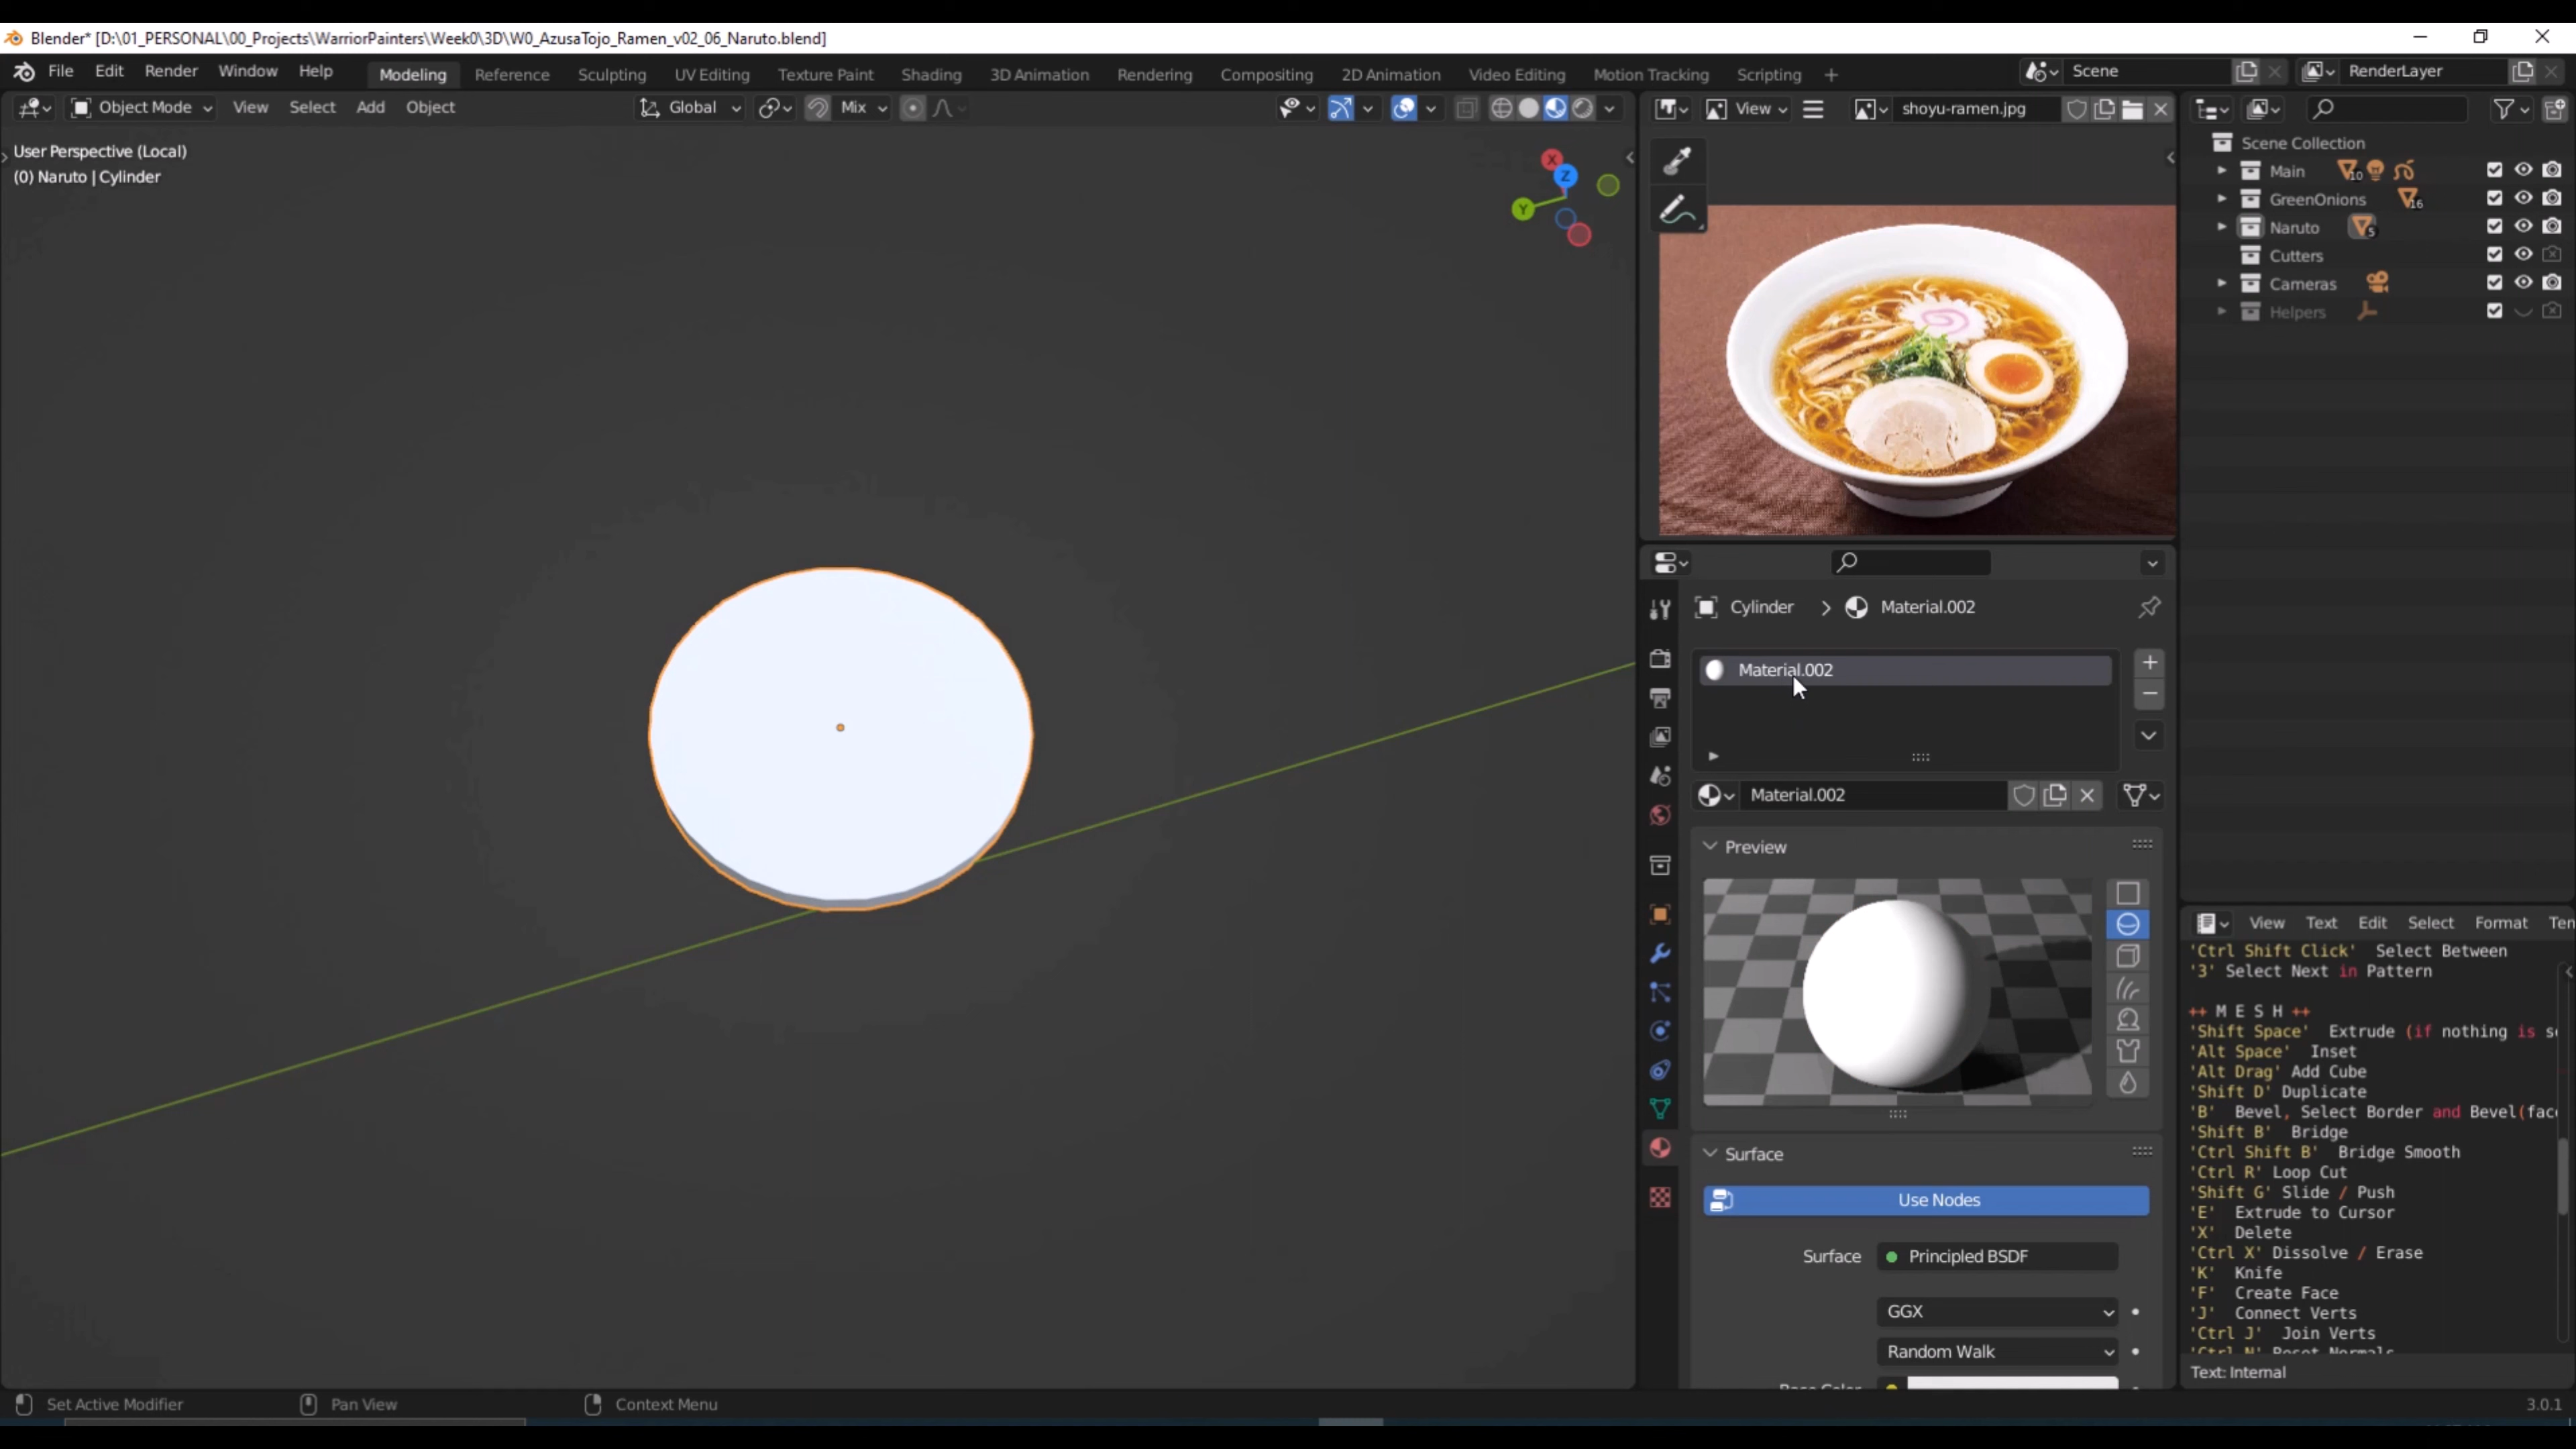 Blender* [D:\01_PERSONAL\00_Projects\WarriorPainters\Week0\3D\W0_AzusaTojo_Ramen_v02_06_Naruto.blend]
File Edit Render Window Help Modeling Reference Sculpting UV Editing Texture Paint Shading 3D Animation Rendering Compositing 2D Animation Video Editing Motion Tracking Scripting + Scene RenderLayer
Object Mode View Select Add Object Global Mix View shoyu-ramen.jpg
User Perspective (Local)
(0) Naruto | Cylinder
X
Z
Y
Scene Collection
Main 10
GreenOnions 16
Naruto 5
Cutters
Cameras
Helpers
Cylinder > Material.002
Material.002
Material.002
Preview
Surface
Use Nodes
Surface Principled BSDF
GGX
Random Walk
View Text Edit Select Format
'Ctrl Shift Click' Select Between
'3' Select Next in Pattern
++ M E S H ++
'Shift Space' Extrude (if nothing is
'Alt Space' Inset
'Alt Drag' Add Cube
'Shift D' Duplicate
'B' Bevel, Select Border and Bevel(
'Shift B' Bridge
'Ctrl Shift B' Bridge Smooth
'Ctrl R' Loop Cut
'Shift G' Slide / Push
'E' Extrude to Cursor
'X' Delete
'Ctrl X' Dissolve / Erase
'K' Knife
'F' Create Face
'J' Connect Verts
'Ctrl J' Join Verts
Text: Internal
Set Active Modifier Pan View Context Menu 3.0.1